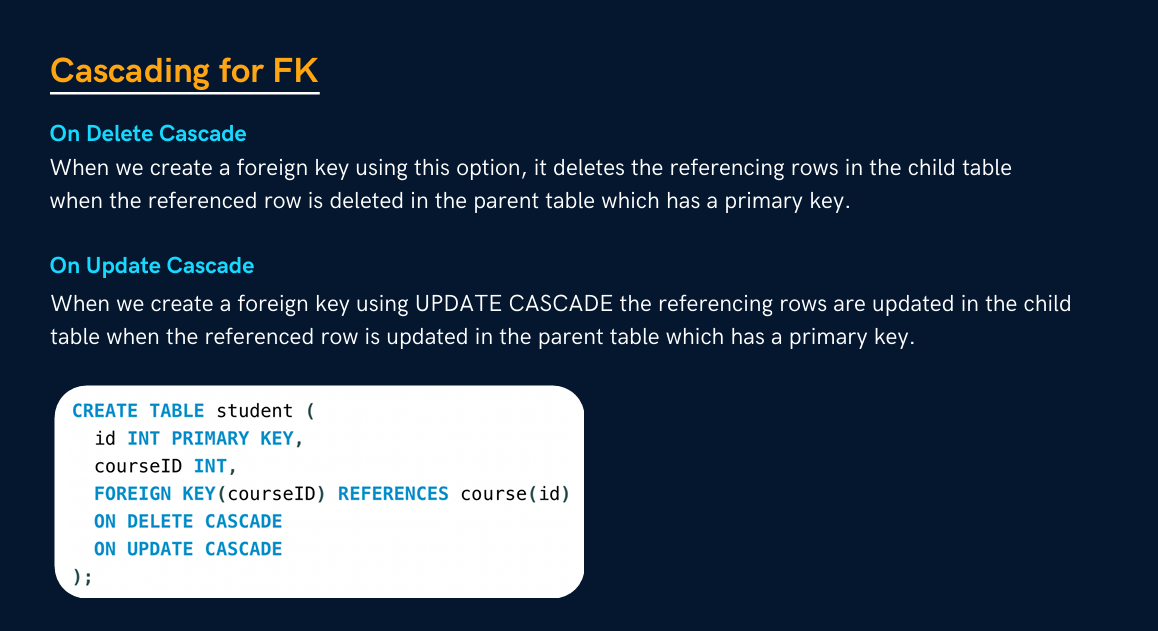 Cascading for FK
On Delete Cascade
When we create a foreign key using this option, it deletes the referencing rows in the child table
when the referenced row is deleted in the parent table which has a primary key.
On Update Cascade
When we create a foreign key using UPDATE CASCADE the referencing rows are updated in the child
table when the referenced row is updated in the parent table which has a primary key.
CREATE TABLE student (
  id INT PRIMARY KEY,
  courseID INT,
  FOREIGN KEY(courseID) REFERENCES course(id)
  ON DELETE CASCADE
  ON UPDATE CASCADE
);